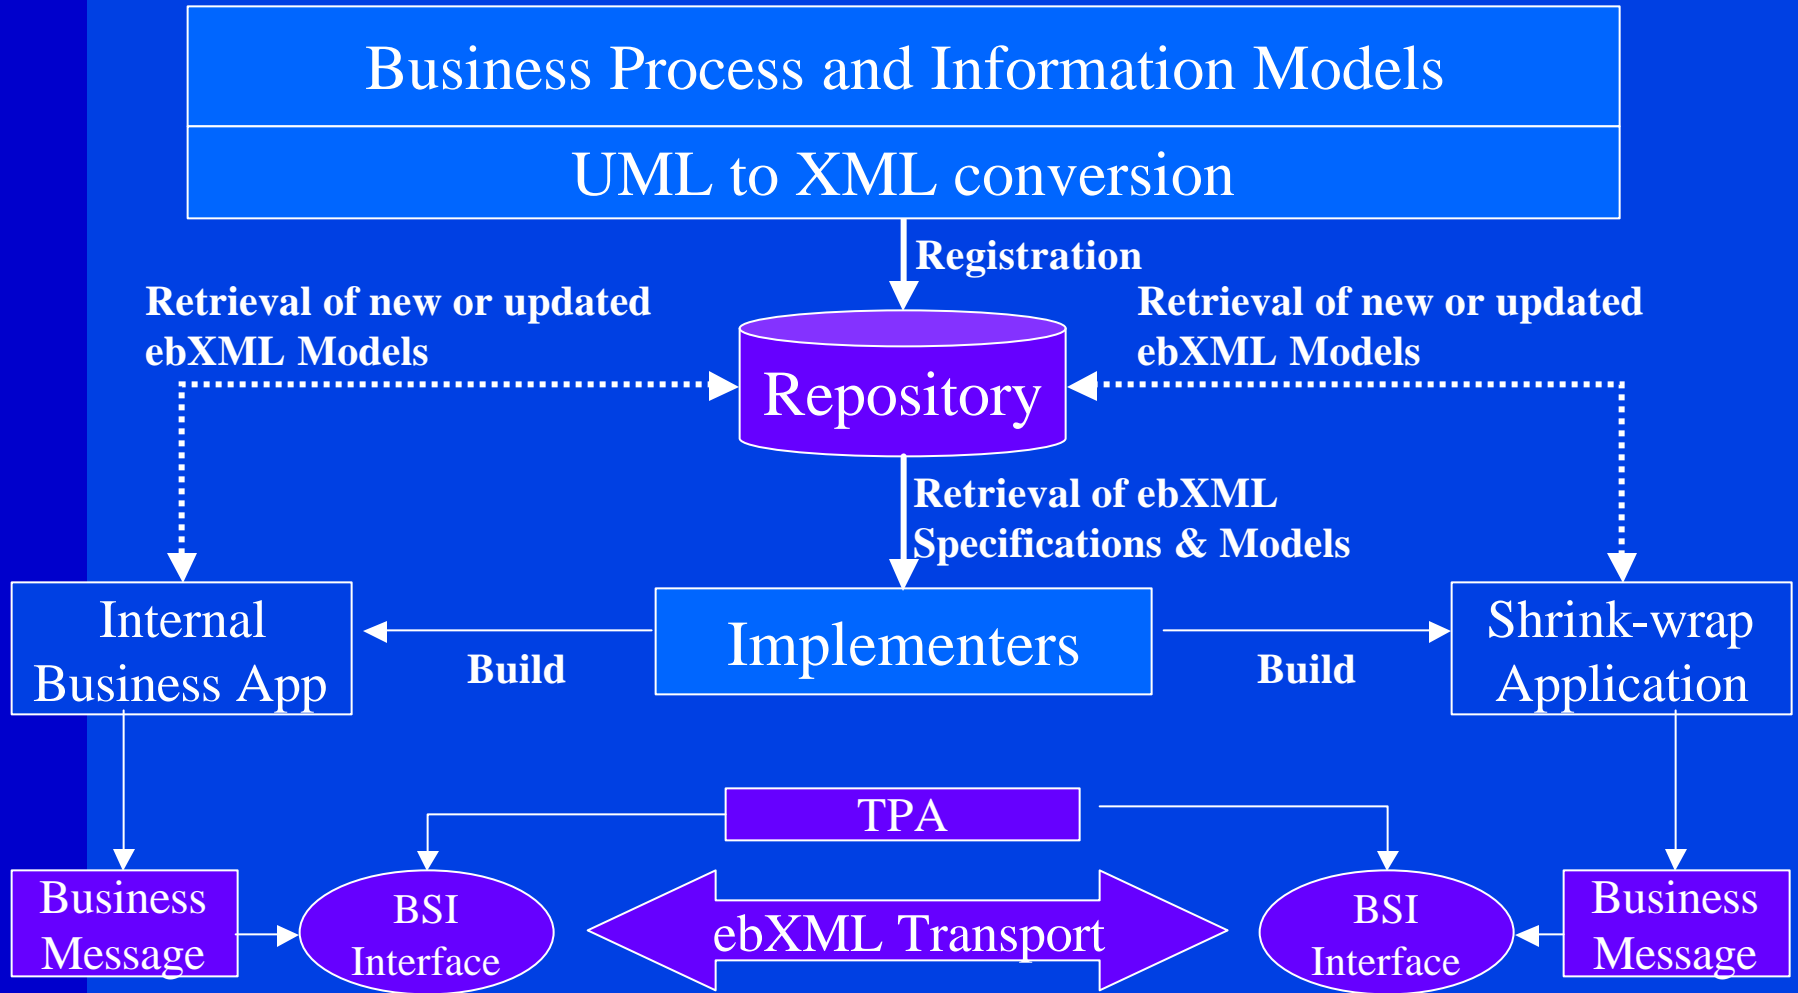 Business Process and Information Models
UML to XML conversion
Registration
Retrieval of new or updated
ebXML Models
Retrieval of new or updated
ebXML Models
Repository
Retrieval of ebXML
Specifications & Models
Internal
Business App
Build
Implementers
Build
Shrink-wrap
Application
TPA
Business
Message
BSI
Interface
ebXML Transport
BSI
Interface
Business
Message